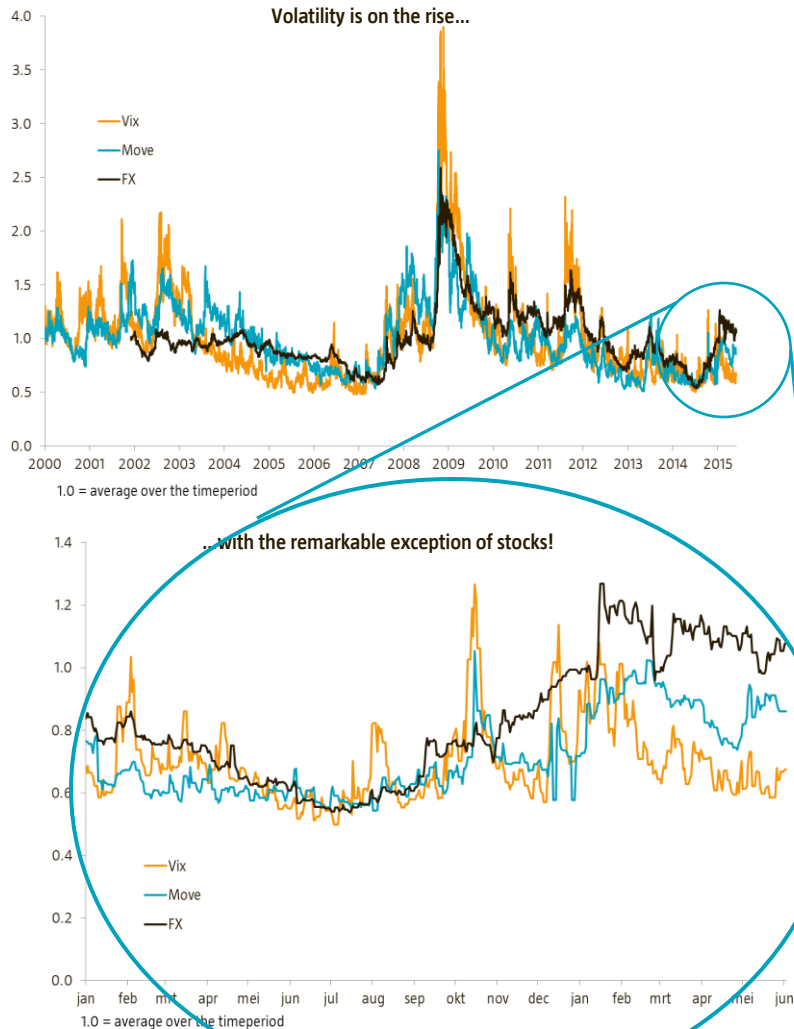 Volatility is on the rise...
4.0
3.5
3.0
2.5
2.0
1.5
1.0
0.5
0.0
Vix
Move
FX
2000 2001 2002 2003 2004 2005 2006 2007 2008 2009 2010 2011 2012 2013 2014 2015
1.0 = average over the timeperiod
...with the remarkable exception of stocks!
1.4
1.2
1.0
0.8
0.6
0.4
0.2
0.0
Vix
Move
FX
jan feb mrt apr mei jun jul aug sep okt nov dec jan feb mrt apr mei jun
1.0 = average over the timeperiod